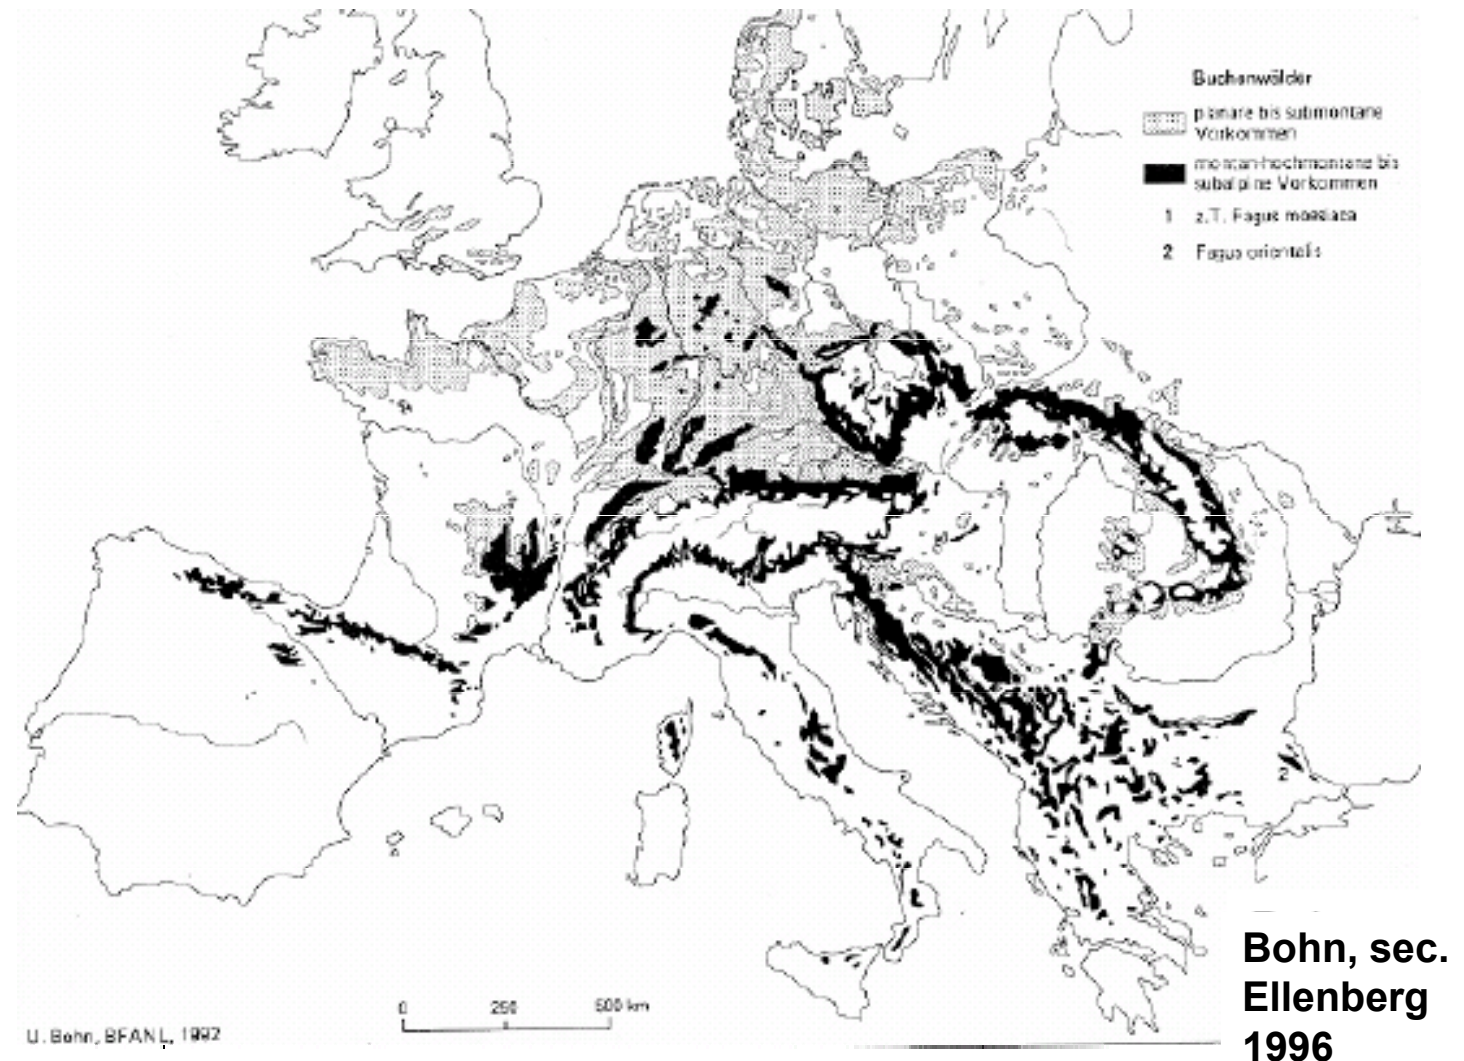 Buchenwälder
planare bis submontane
Vorkommen
montan-hochmontane bis
subalpine Vorkommen
1 z.T. Fagus moesiaca
2 Fagus orientalis
2
0 250 500 km
U. Bohn, BFANL, 1992
Bohn, sec.
Ellenberg
1996